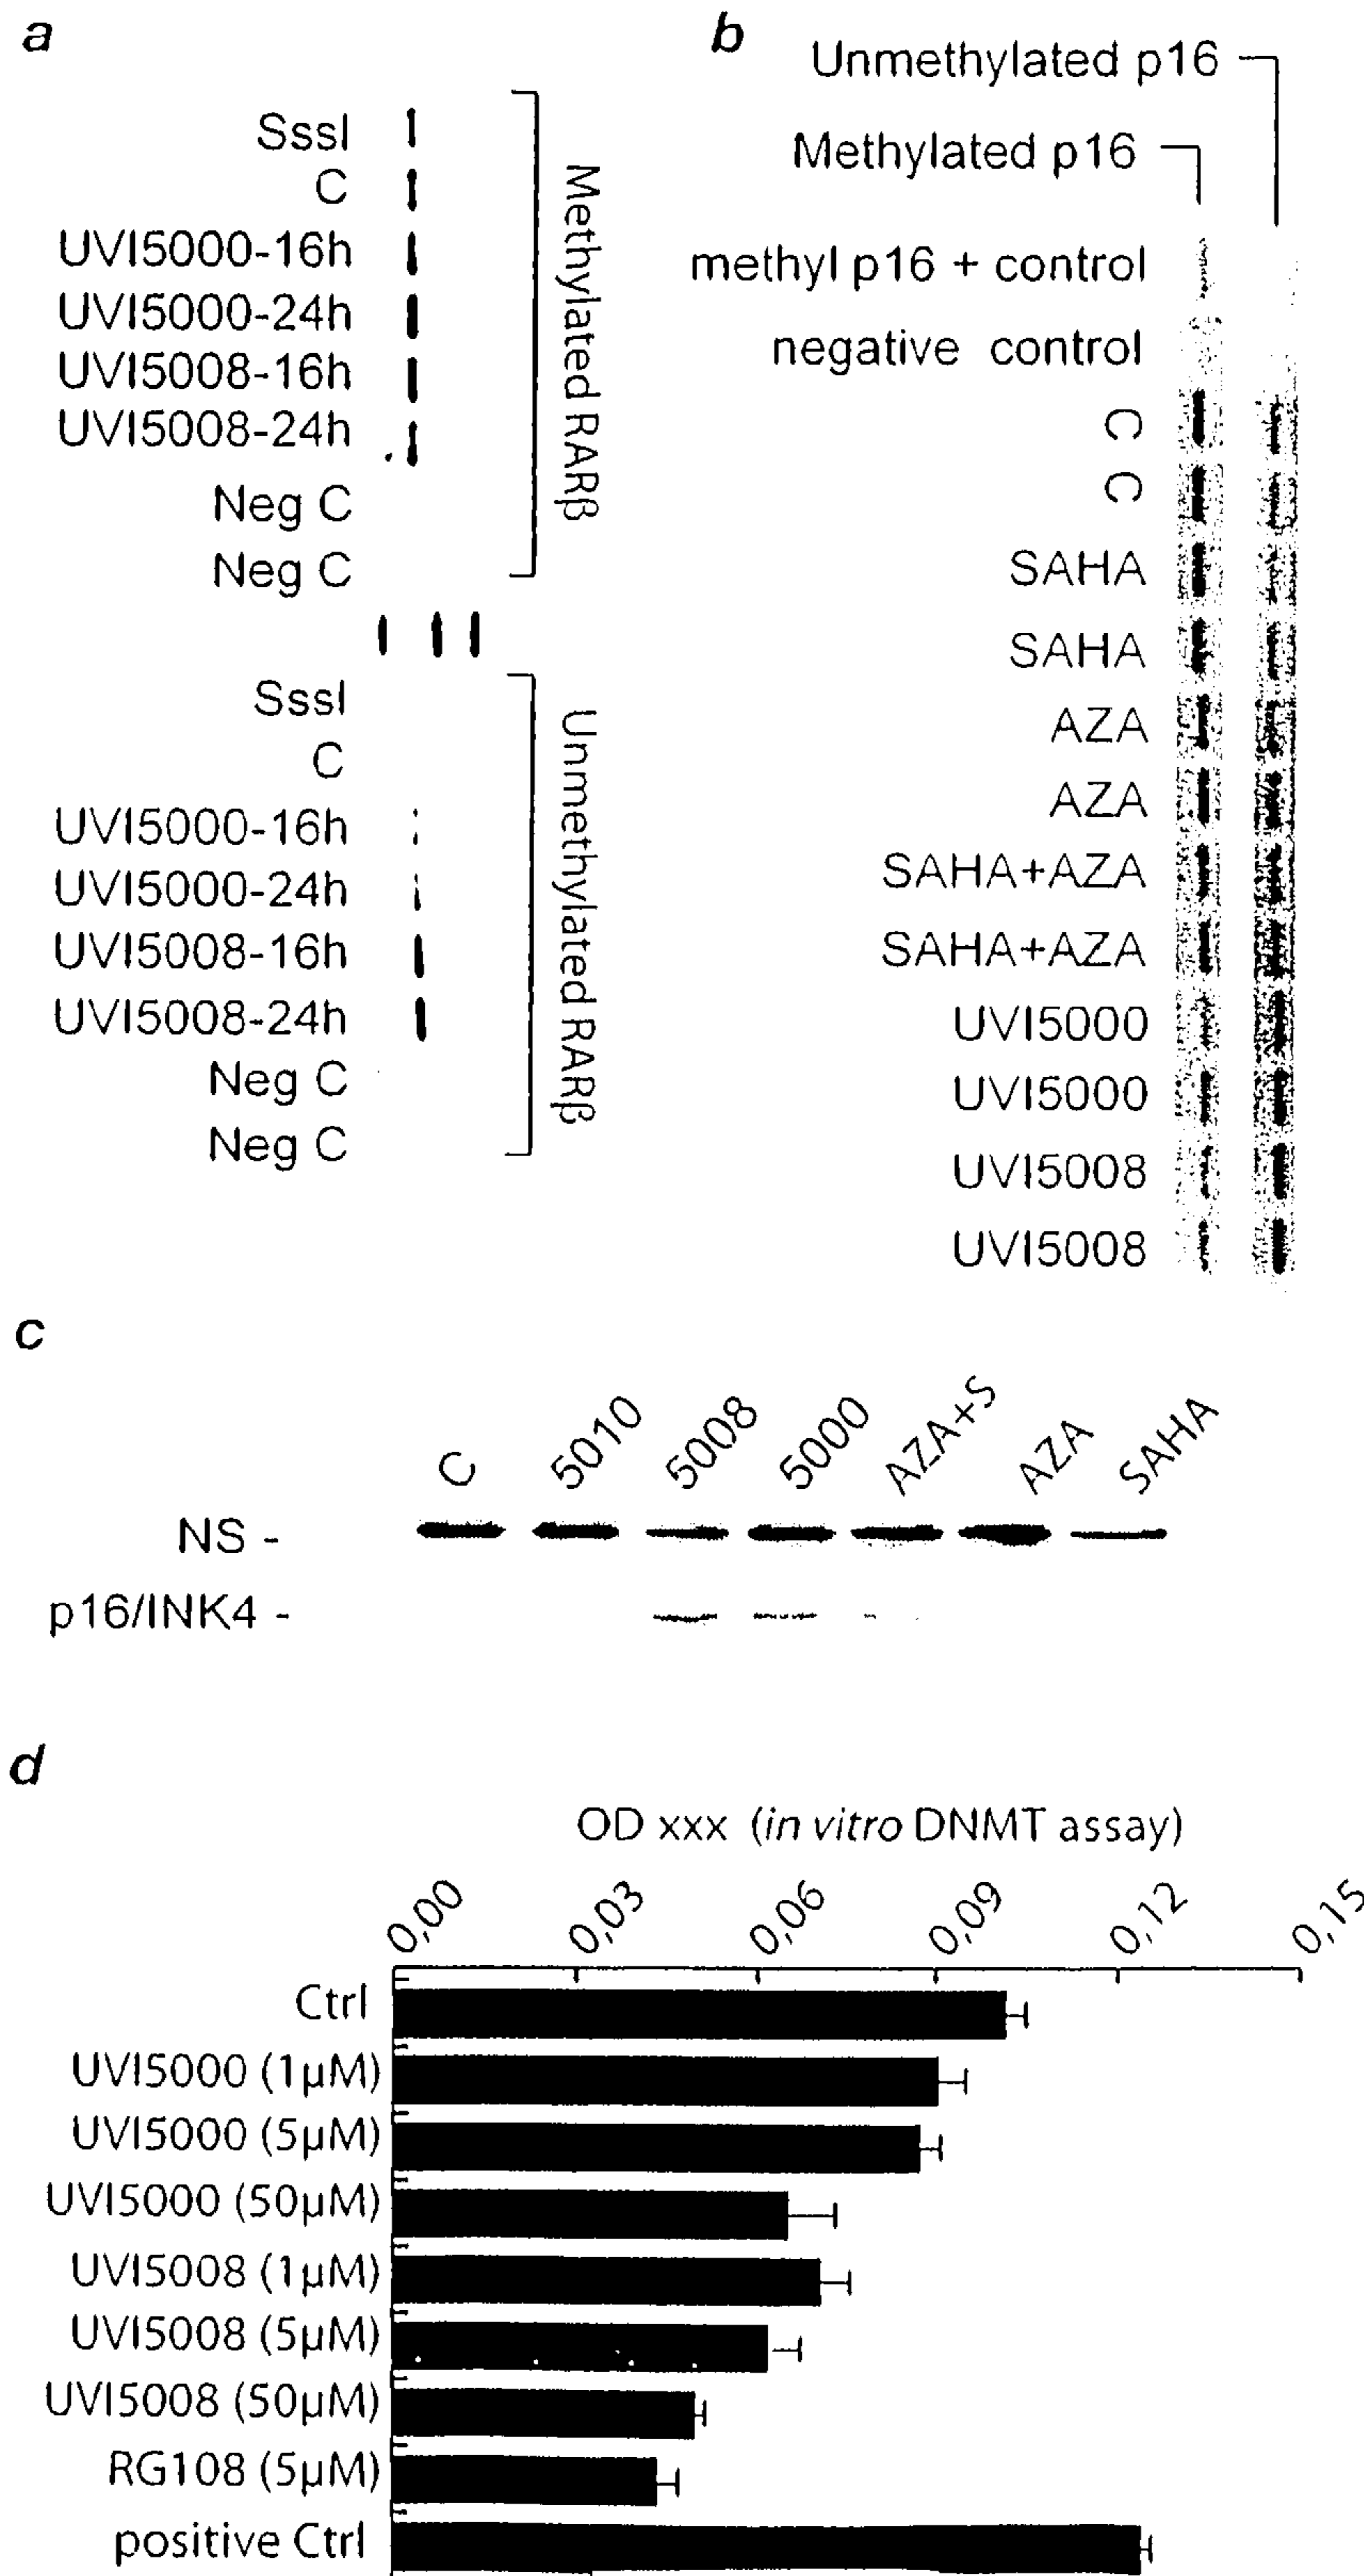 a
SssI
C
UVI5000-16h
UVI5000-24h
UVI5008-16h
UVI5008-24h
Neg C
Neg C
Methylated RARβ
SssI
C
UVI5000-16h
UVI5000-24h
UVI5008-16h
UVI5008-24h
Neg C
Neg C
Unmethylated RARβ
b
Unmethylated p16
Methylated p16
methyl p16 + control
negative control
C
C
SAHA
SAHA
AZA
AZA
SAHA+AZA
SAHA+AZA
UVI5000
UVI5000
UVI5008
UVI5008
c
C 5010 5008 5000 AZA+S AZA SAHA
NS -
p16/INK4 -
d
OD xxx (in vitro DNMT assay)
0,00 0,03 0,06 0,09 0,12 0,15
Ctrl
UVI5000 (1µM)
UVI5000 (5µM)
UVI5000 (50µM)
UVI5008 (1µM)
UVI5008 (5µM)
UVI5008 (50µM)
RG108 (5µM)
positive Ctrl